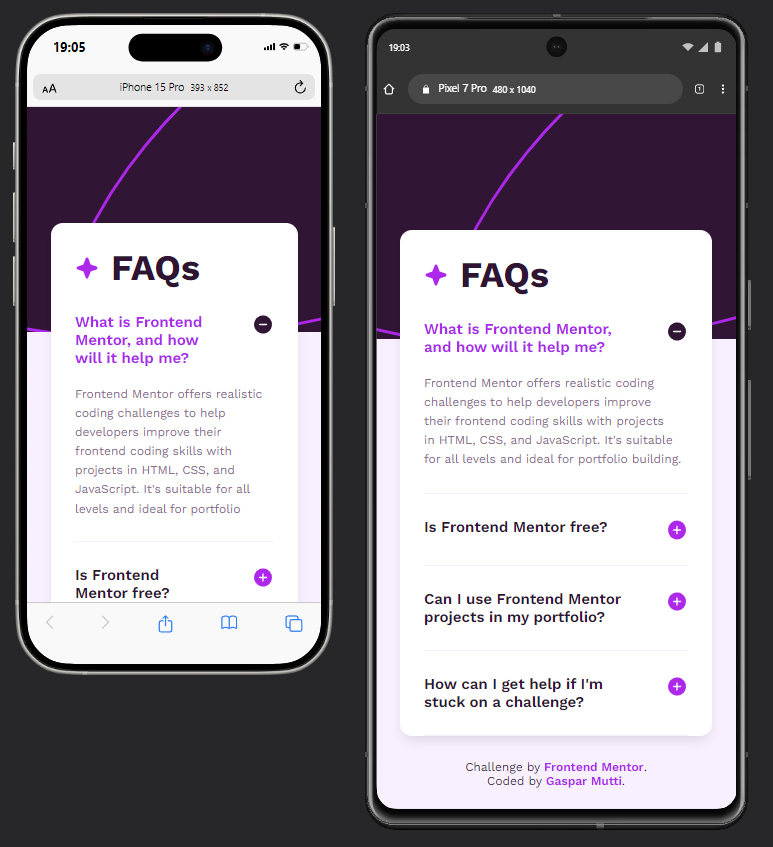 19:05
AA
iPhone 15 Pro 393 x 852
FAQs
What is Frontend
Mentor, and how
will it help me?
Frontend Mentor offers realistic
coding challenges to help
developers improve their
frontend coding skills with
projects in HTML, CSS, and
JavaScript. It's suitable for all
levels and ideal for portfolio
Is Frontend
Mentor free?
19:03
Pixel 7 Pro 480 x 1040
FAQs
What is Frontend Mentor,
and how will it help me?
Frontend Mentor offers realistic coding
challenges to help developers improve
their frontend coding skills with projects
in HTML, CSS, and JavaScript. It's suitable
for all levels and ideal for portfolio building.
Is Frontend Mentor free?
Can I use Frontend Mentor
projects in my portfolio?
How can I get help if I'm
stuck on a challenge?
Challenge by Frontend Mentor.
Coded by Gaspar Mutti.